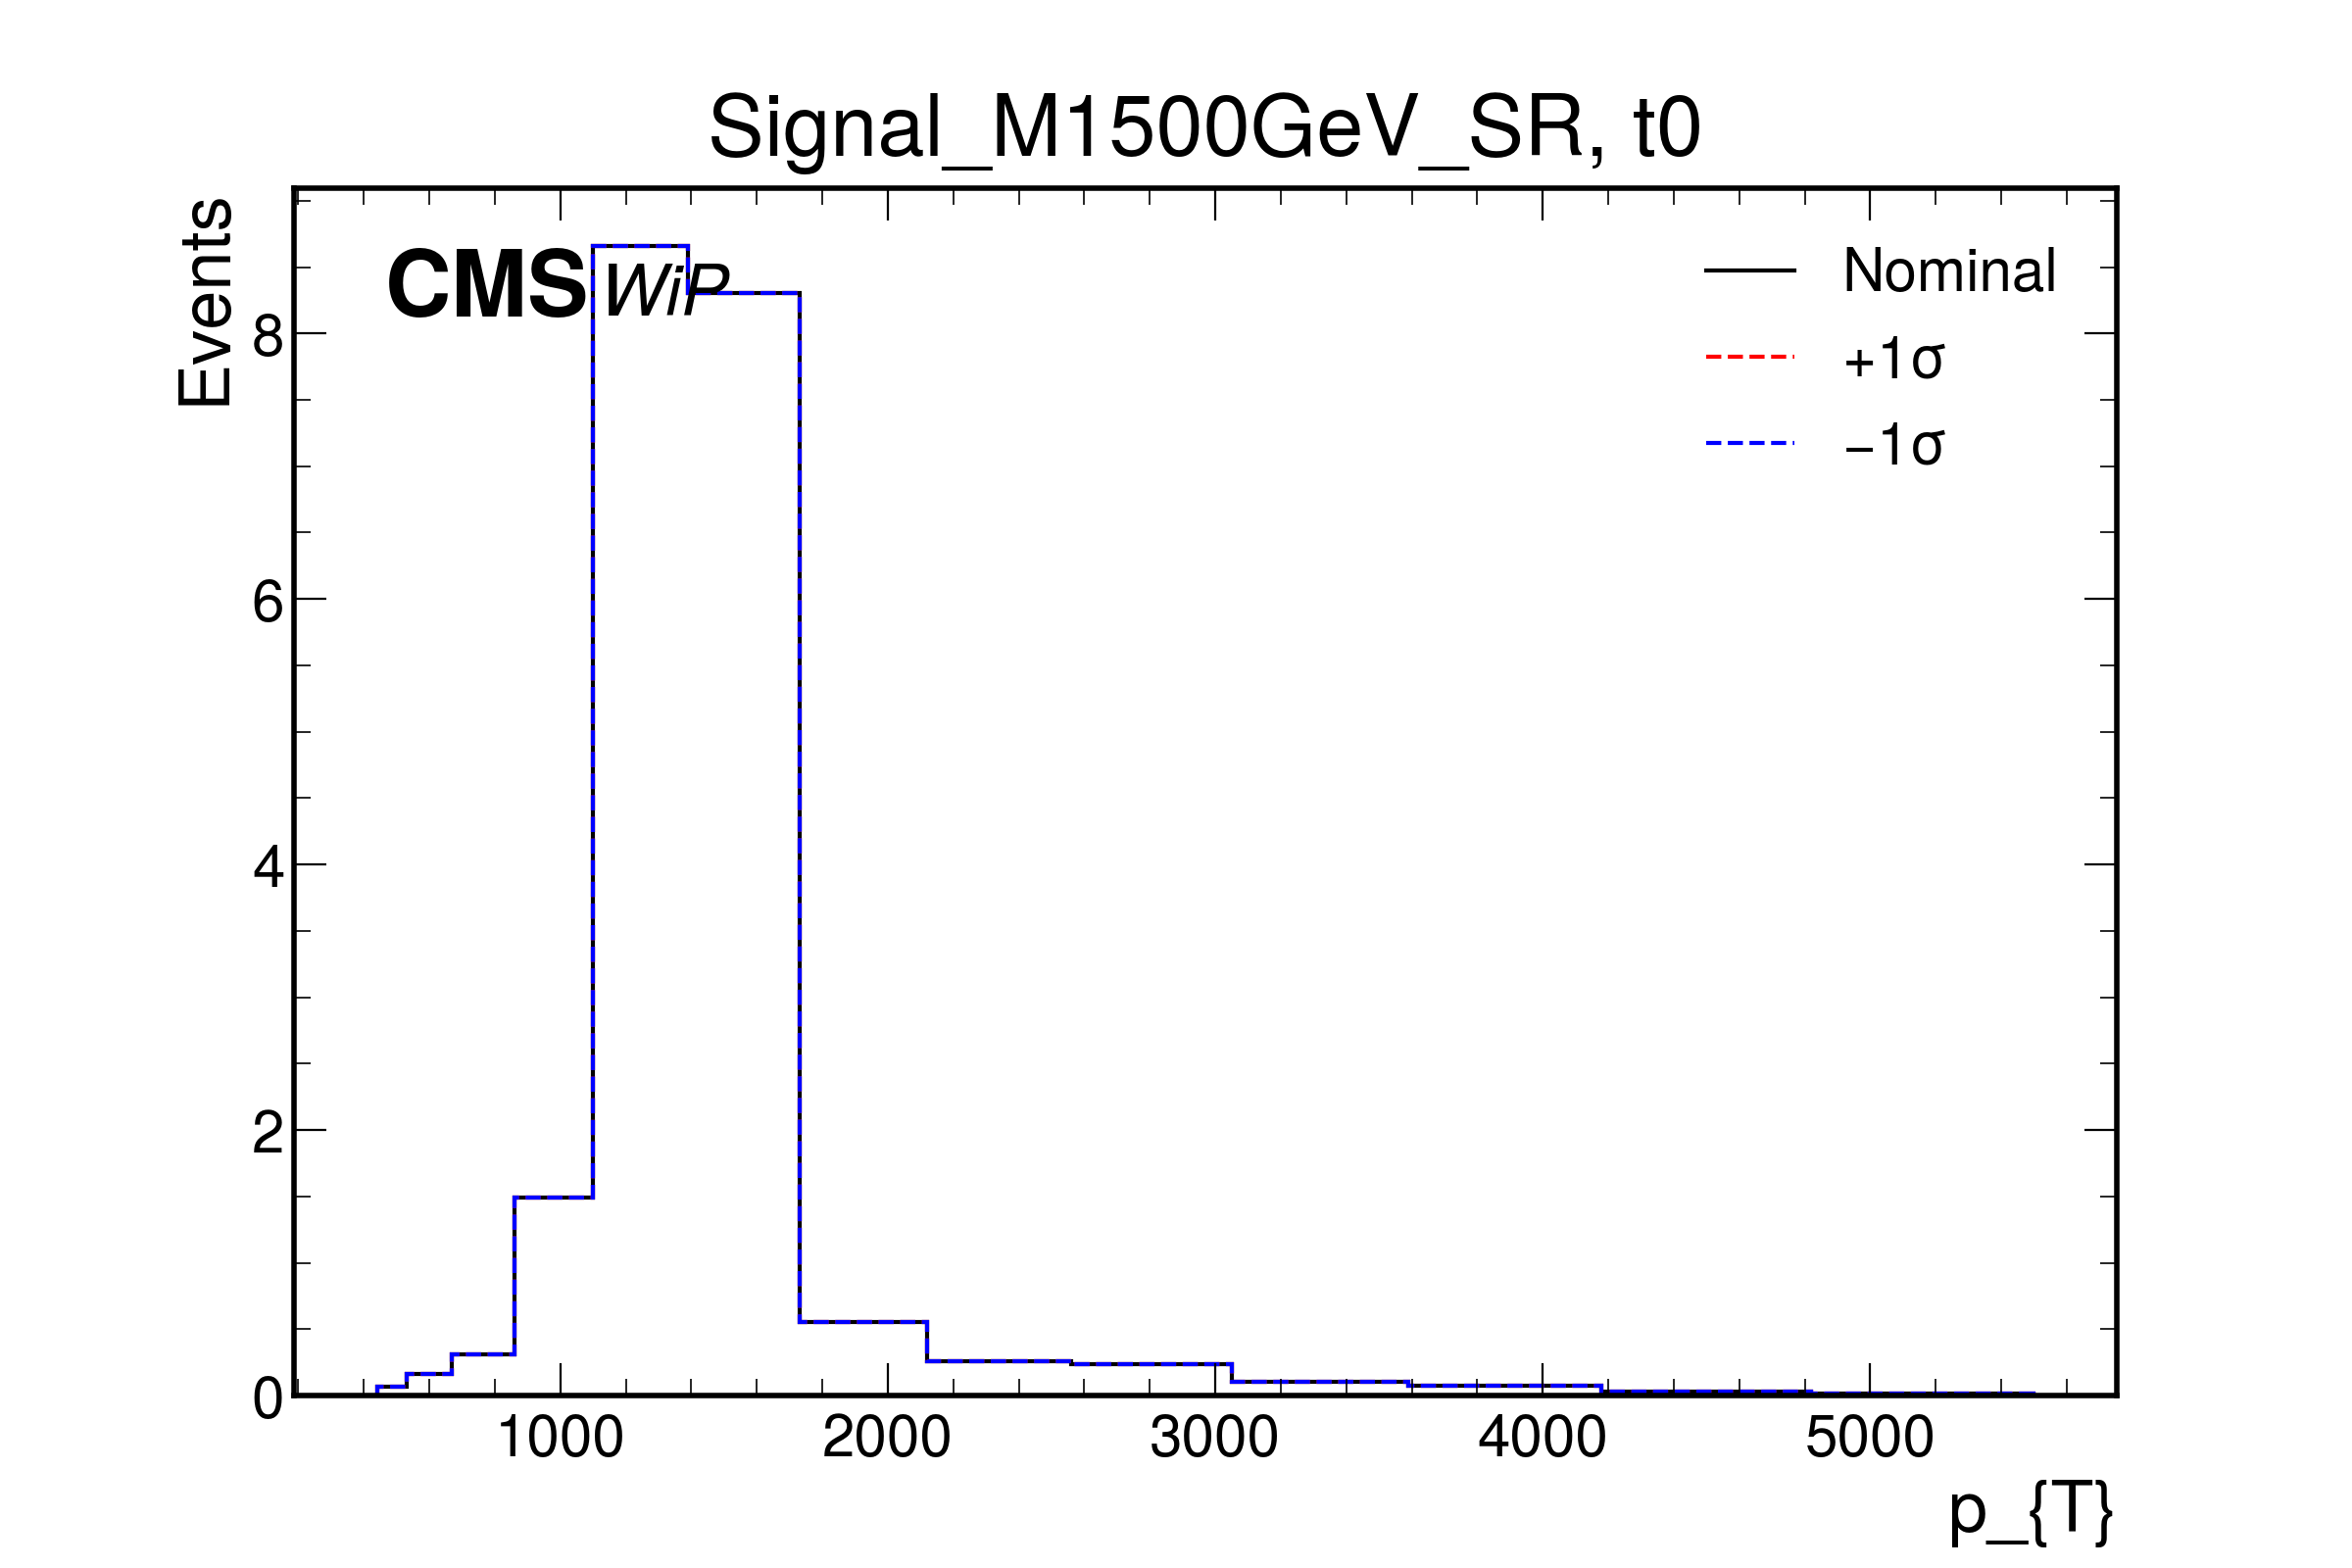 Signal_M1500GeV_SR, t0
Events
CMS WiP
Nominal
+1σ
−1σ
8
6
4
2
0
1000 2000 3000 4000 5000
p_{T}